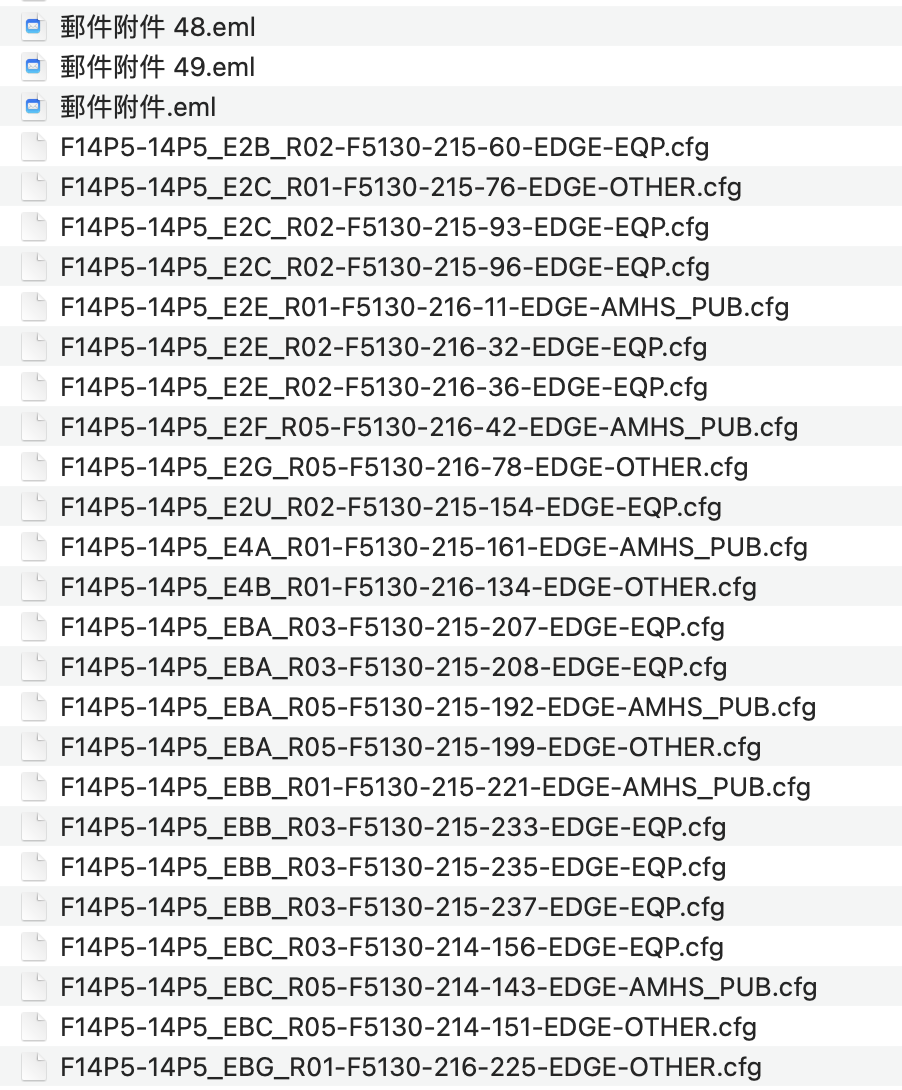 郵件附件 48.eml
郵件附件 49.eml
郵件附件.eml
F14P5-14P5_E2B_R02-F5130-215-60-EDGE-EQP.cfg
F14P5-14P5_E2C_R01-F5130-215-76-EDGE-OTHER.cfg
F14P5-14P5_E2C_R02-F5130-215-93-EDGE-EQP.cfg
F14P5-14P5_E2C_R02-F5130-215-96-EDGE-EQP.cfg
F14P5-14P5_E2E_R01-F5130-216-11-EDGE-AMHS_PUB.cfg
F14P5-14P5_E2E_R02-F5130-216-32-EDGE-EQP.cfg
F14P5-14P5_E2E_R02-F5130-216-36-EDGE-EQP.cfg
F14P5-14P5_E2F_R05-F5130-216-42-EDGE-AMHS_PUB.cfg
F14P5-14P5_E2G_R05-F5130-216-78-EDGE-OTHER.cfg
F14P5-14P5_E2U_R02-F5130-215-154-EDGE-EQP.cfg
F14P5-14P5_E4A_R01-F5130-215-161-EDGE-AMHS_PUB.cfg
F14P5-14P5_E4B_R01-F5130-216-134-EDGE-OTHER.cfg
F14P5-14P5_EBA_R03-F5130-215-207-EDGE-EQP.cfg
F14P5-14P5_EBA_R03-F5130-215-208-EDGE-EQP.cfg
F14P5-14P5_EBA_R05-F5130-215-192-EDGE-AMHS_PUB.cfg
F14P5-14P5_EBA_R05-F5130-215-199-EDGE-OTHER.cfg
F14P5-14P5_EBB_R01-F5130-215-221-EDGE-AMHS_PUB.cfg
F14P5-14P5_EBB_R03-F5130-215-233-EDGE-EQP.cfg
F14P5-14P5_EBB_R03-F5130-215-235-EDGE-EQP.cfg
F14P5-14P5_EBB_R03-F5130-215-237-EDGE-EQP.cfg
F14P5-14P5_EBC_R03-F5130-214-156-EDGE-EQP.cfg
F14P5-14P5_EBC_R05-F5130-214-143-EDGE-AMHS_PUB.cfg
F14P5-14P5_EBC_R05-F5130-214-151-EDGE-OTHER.cfg
F14P5-14P5_EBG_R01-F5130-216-225-EDGE-OTHER.cfg